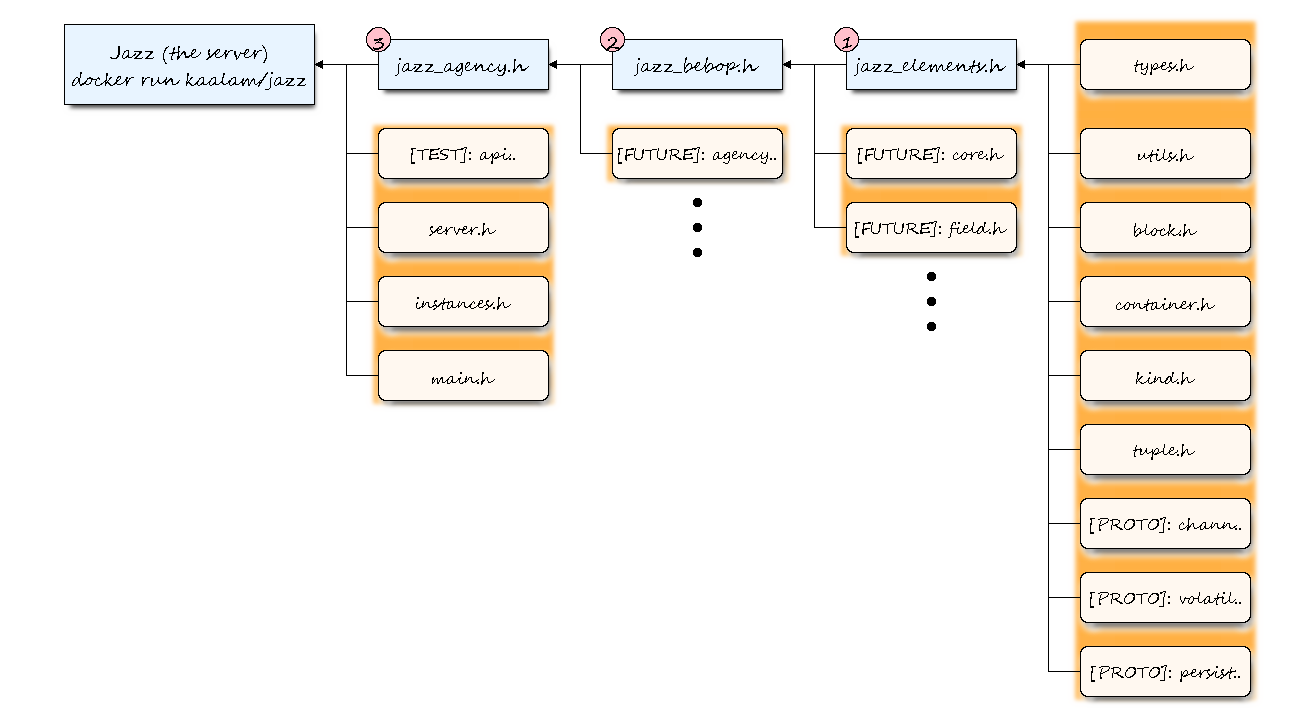 Jazz (the server)
docker run kaalam/jazz
3
jazz_agency.h
2
jazz_bebop.h
1
jazz_elements.h
types.h
[TEST]: api..
[FUTURE]: agency..
[FUTURE]: core.h
utils.h
server.h
[FUTURE]: field.h
block.h
instances.h
container.h
main.h
kind.h
tuple.h
[PROTO]: chann..
[PROTO]: volatil..
[PROTO]: persist..